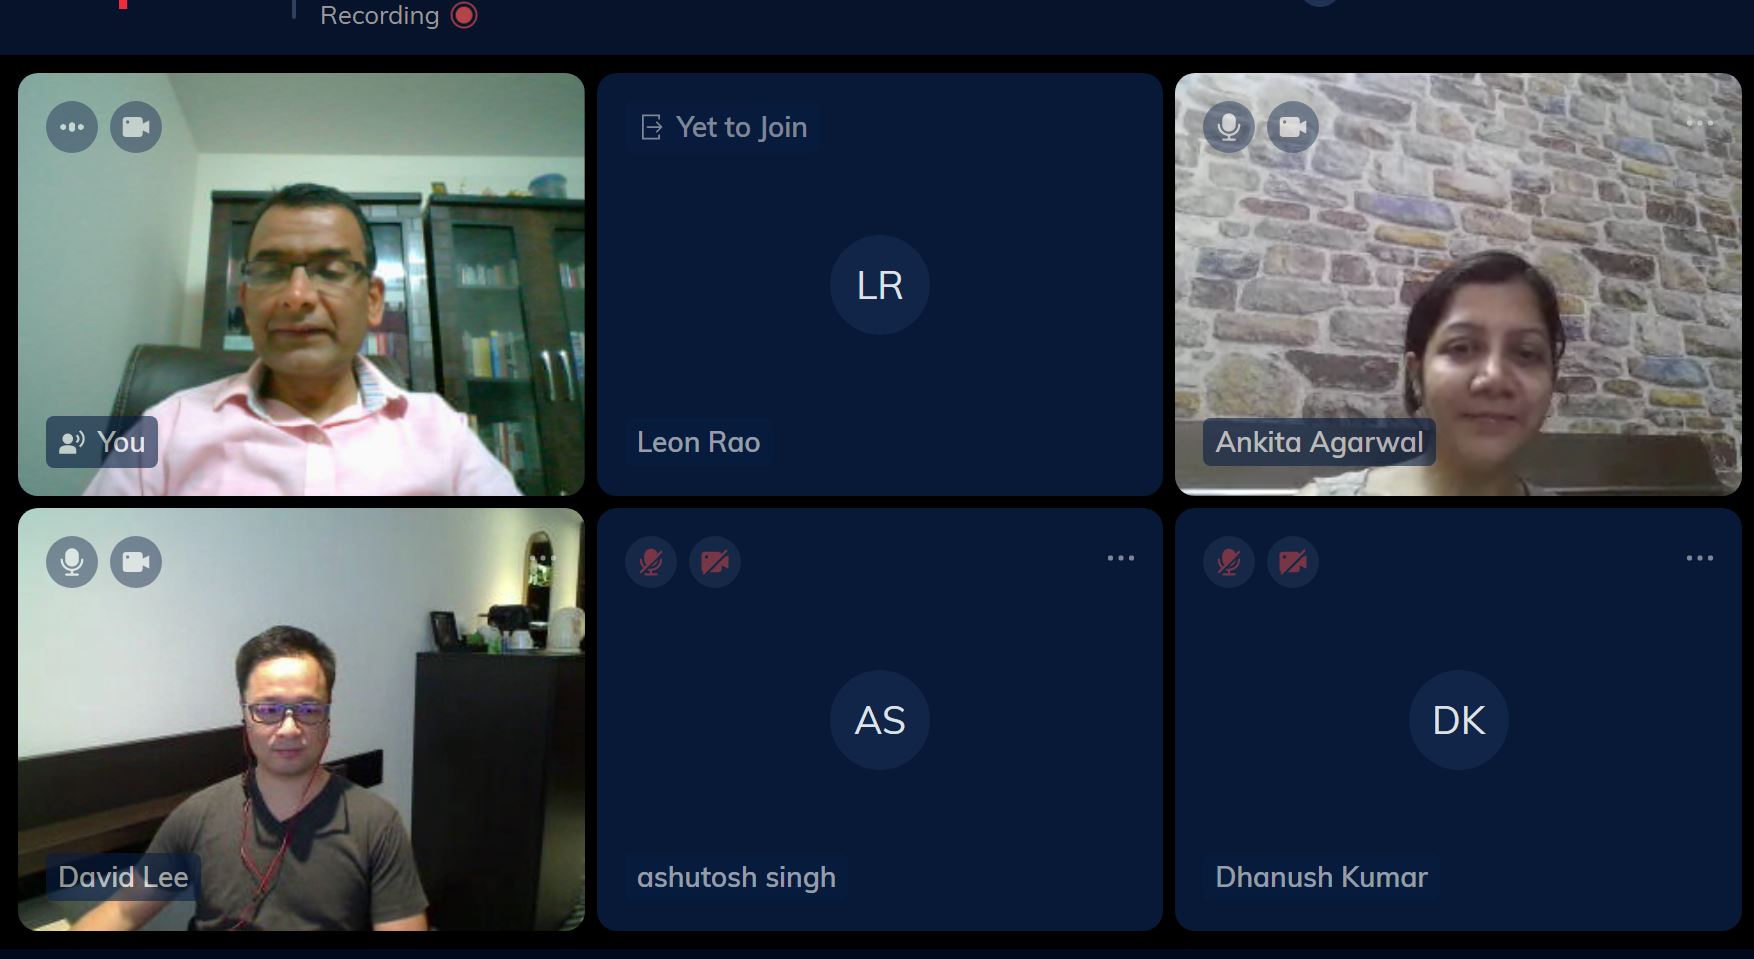 Recording
Yet to Join
LR
You
Leon Rao
Ankita Agarwal
AS
DK
David Lee
ashutosh singh
Dhanush Kumar